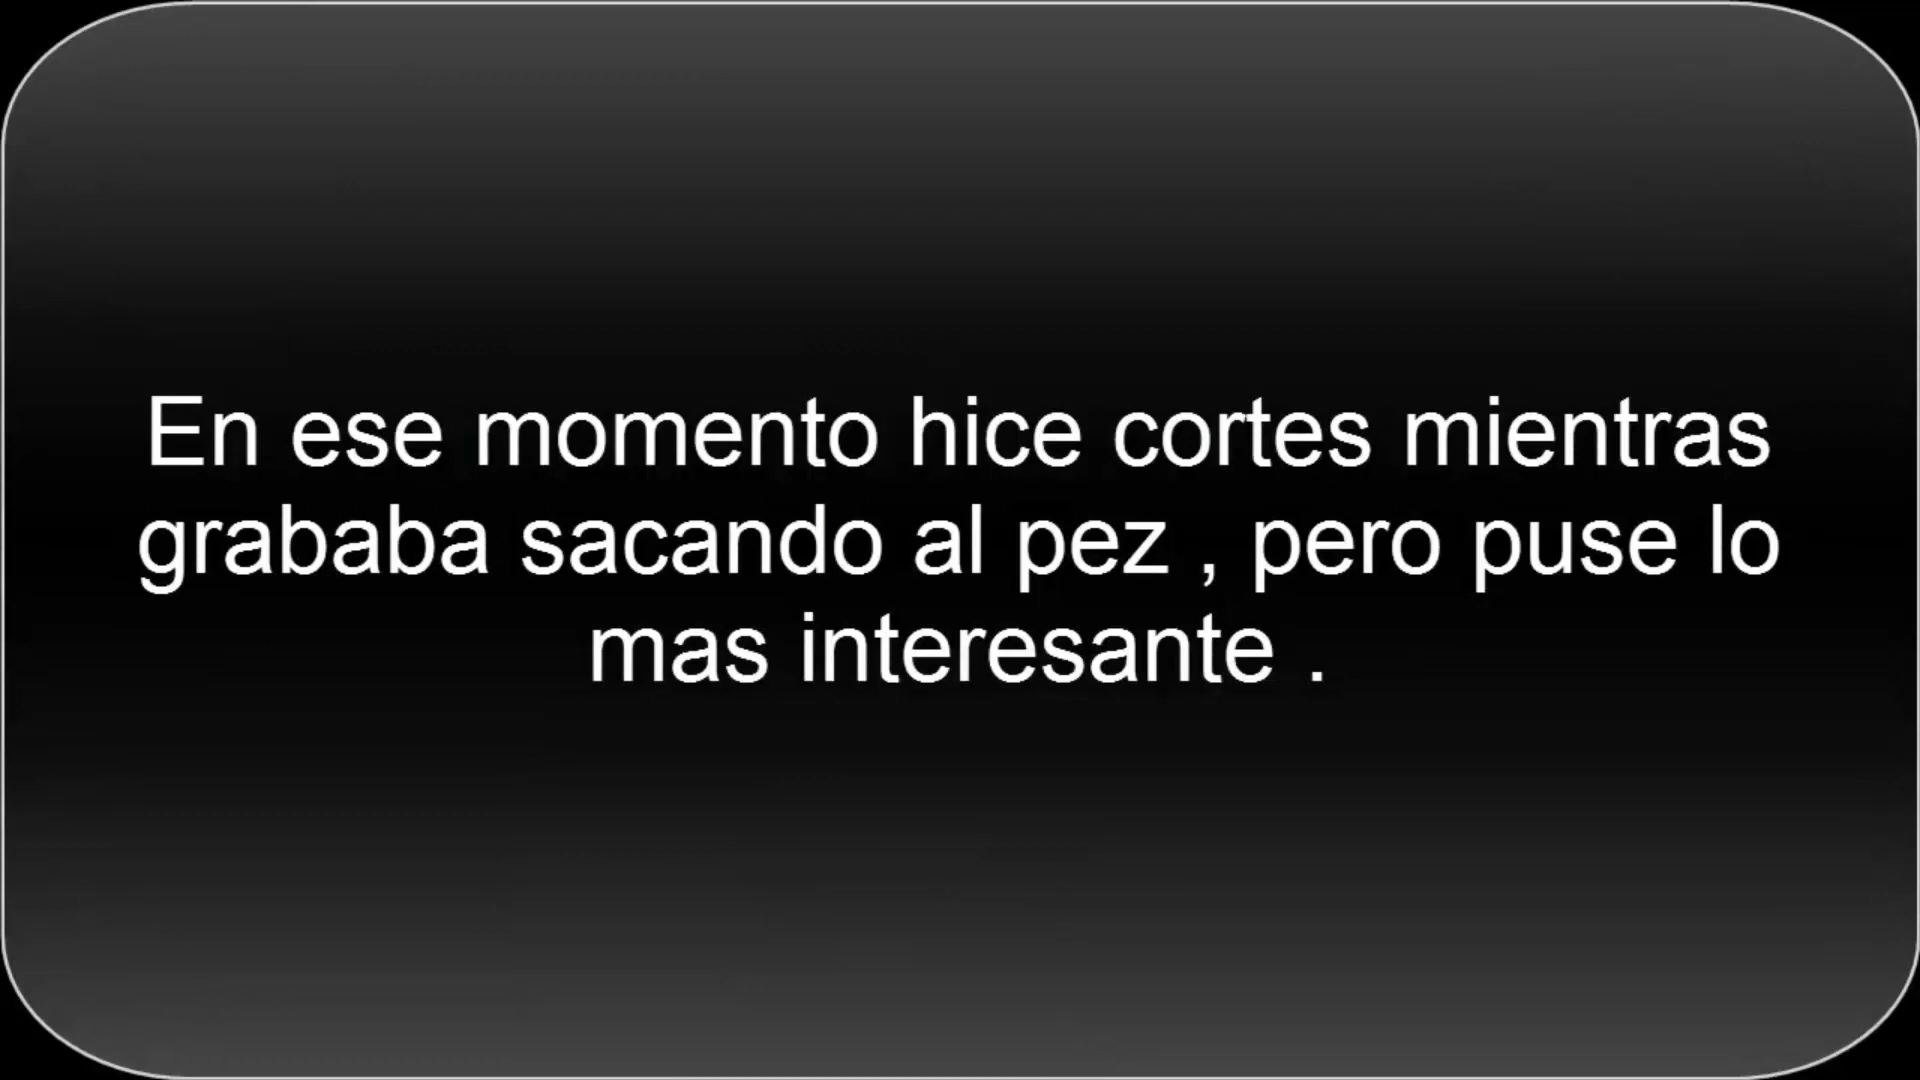 En ese momento hice cortes mientras
grababa sacando al pez , pero puse lo
mas interesante .